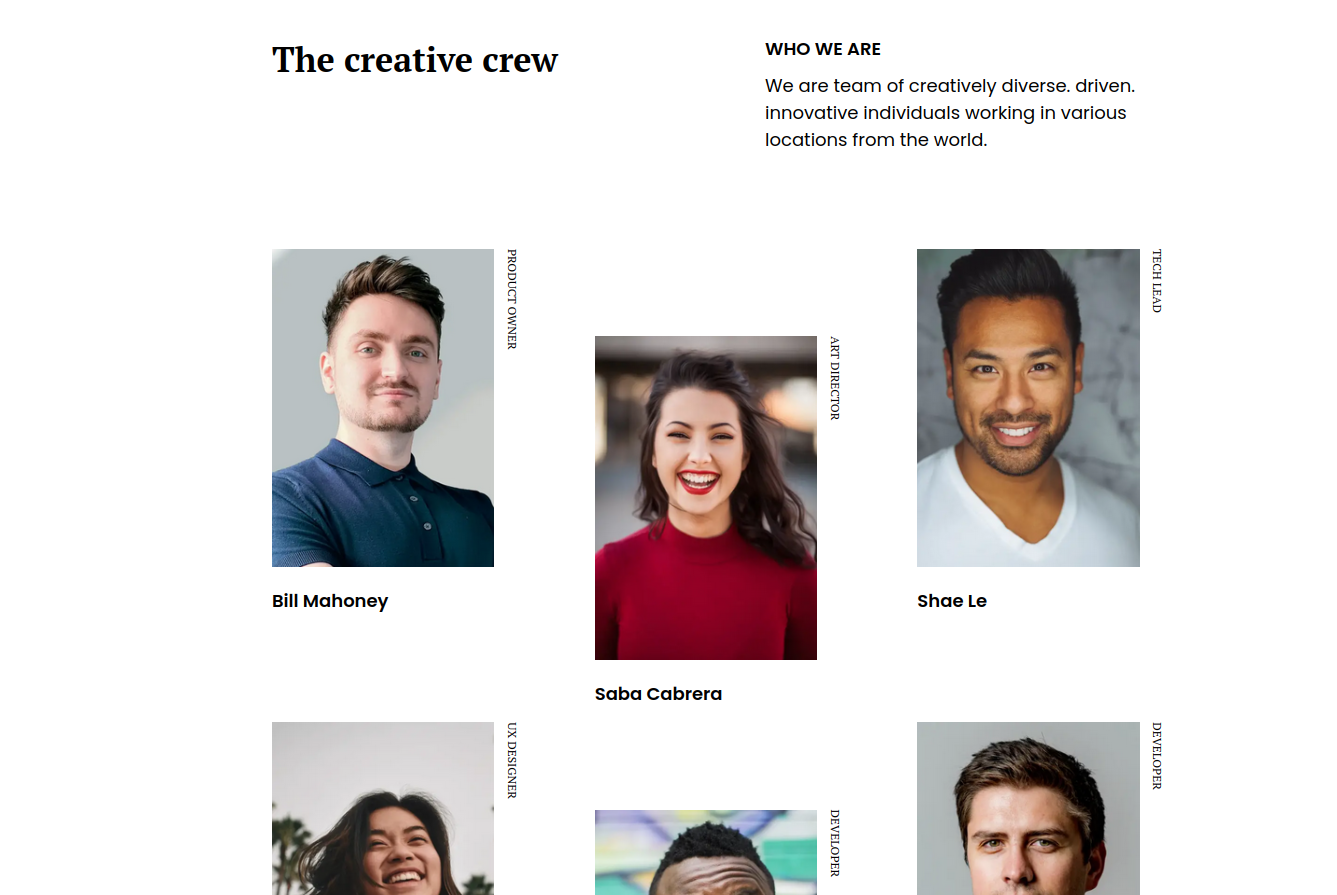 The creative crew
WHO WE ARE
We are team of creatively diverse. driven.
innovative individuals working in various
locations from the world.
PRODUCT OWNER
Bill Mahoney
ART DIRECTOR
Saba Cabrera
TECH LEAD
Shae Le
UX DESIGNER
DEVELOPER
DEVELOPER